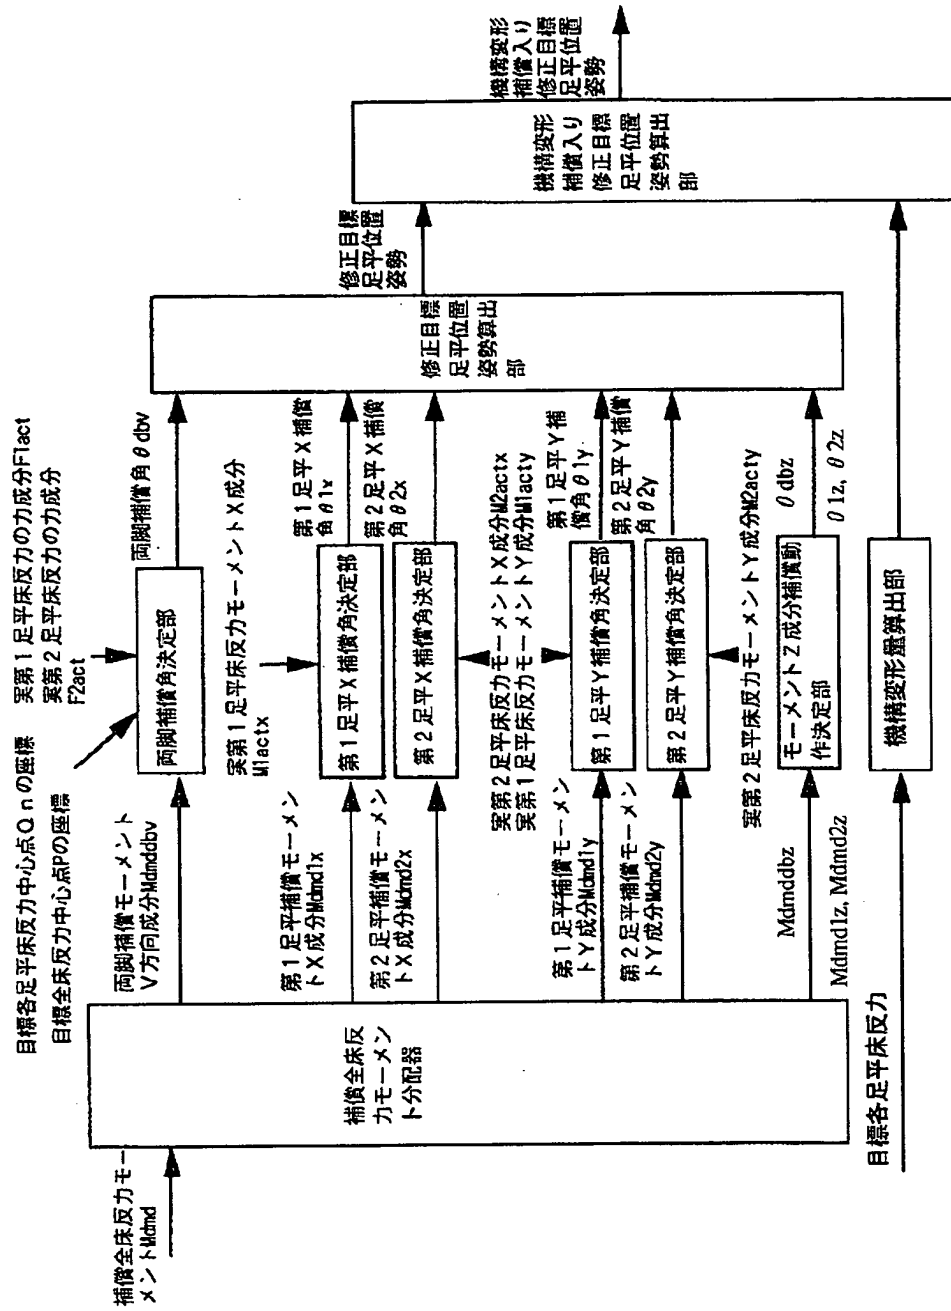 目標各足平床反力中心点Qnの座標
目標全床反力中心点Pの座標
実第1足平床反力の力成分F1act
実第2足平床反力の力成分
F2act
補償全床反力モー
メントMdmd
補償全床反
力モーメン
ト分配器
両脚補償モーメント
V方向成分Mdmddbv
両脚補償角決定部
両脚補償角θdbv
実第1足平床反力モーメントX成分
M1actx
第1足平補償モーメン
トX成分Mdmd1x
第1足平X補償角決定部
第1足平X補償
角θ1x
第2足平補償モーメン
トX成分Mdmd2x
第2足平X補償角決定部
第2足平X補償
角θ2x
実第2足平床反力モーメントX成分M2actx
実第1足平床反力モーメントY成分M1acty
第1足平補償モーメン
トY成分Mdmd1y
第1足平Y補償角決定部
第1足平Y補
償角θ1y
第2足平補償モーメン
トY成分Mdmd2y
第2足平Y補償角決定部
第2足平Y補償
角θ2y
実第2足平床反力モーメントY成分M2acty
Mdmddbz
Mdmd1z, Mdmd2z
モーメントZ成分補償動
作決定部
θdbz
θ1z, θ2z
目標各足平床反力
機構変形量算出部
修正目標
足平位置
姿勢算出
部
修正目標
足平位置
姿勢
機構変形
補償入り
修正目標
足平位置
姿勢算出
部
機構変形
補償入り
修正目標
足平位置
姿勢